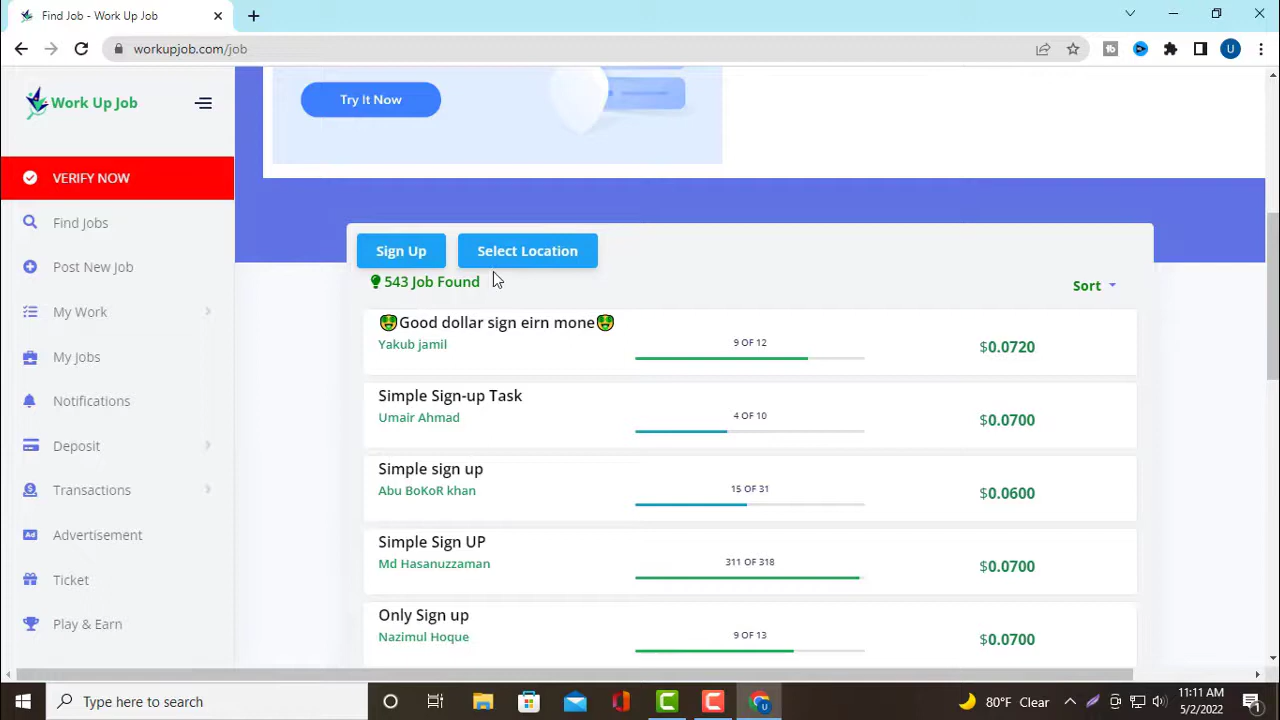 Find Job - Work Up Job
workupjob.com/job
U
Work Up Job
Try It Now
VERIFY NOW
Find Jobs
Post New Job
My Work
My Jobs
Notifications
Deposit
Transactions
Ad Advertisement
Ticket
Play & Earn
Sign Up Select Location
543 Job Found
Sort
Good dollar sign eirn mone
Yakub jamil
9 OF 12
$0.0720
Simple Sign-up Task
Umair Ahmad
4 OF 10
$0.0700
Simple sign up
Abu BoKoR khan
15 OF 31
$0.0600
Simple Sign UP
Md Hasanuzzaman
311 OF 318
$0.0700
Only Sign up
Nazimul Hoque
9 OF 13
$0.0700
Type here to search
80°F Clear
11:11 AM
5/2/2022